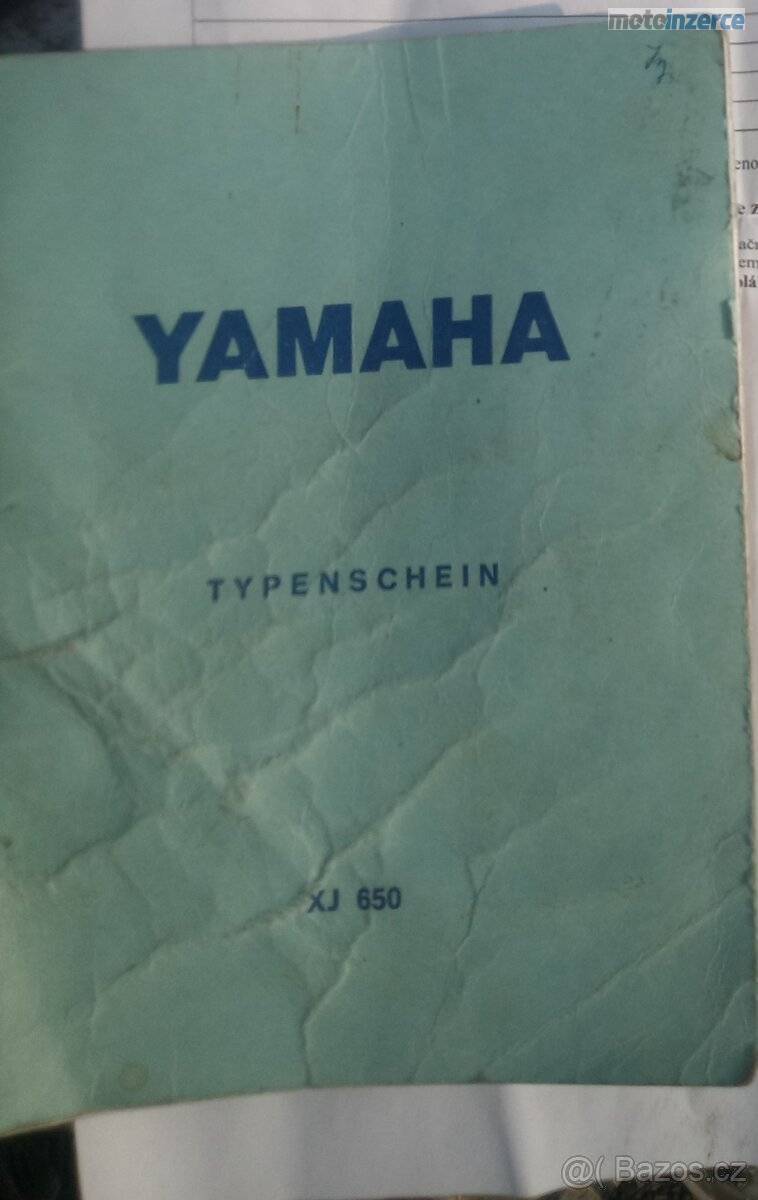 motoinzerce
YAMAHA
TYPENSCHEIN
XJ 650
@( Bazos.cz